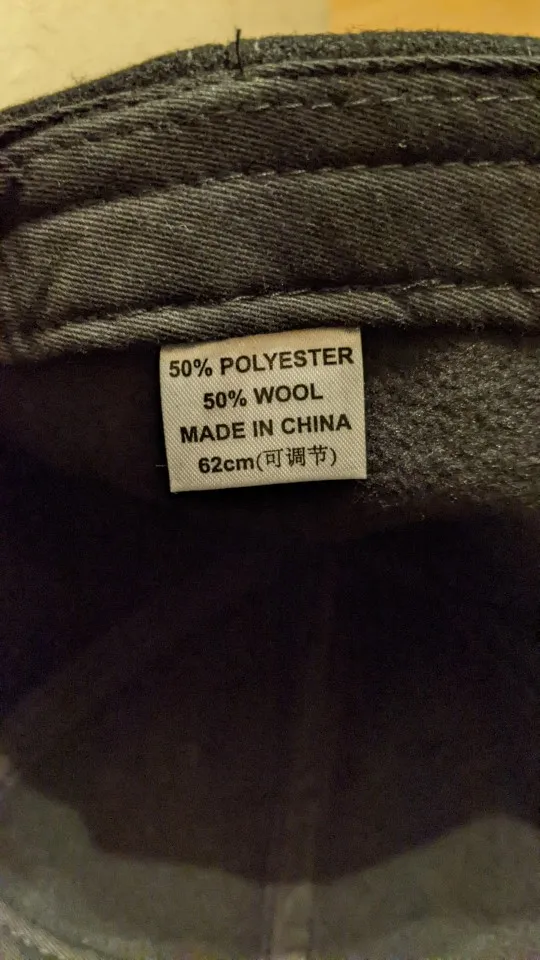 50% POLYESTER
50% WOOL
MADE IN CHINA
62cm(可调节)